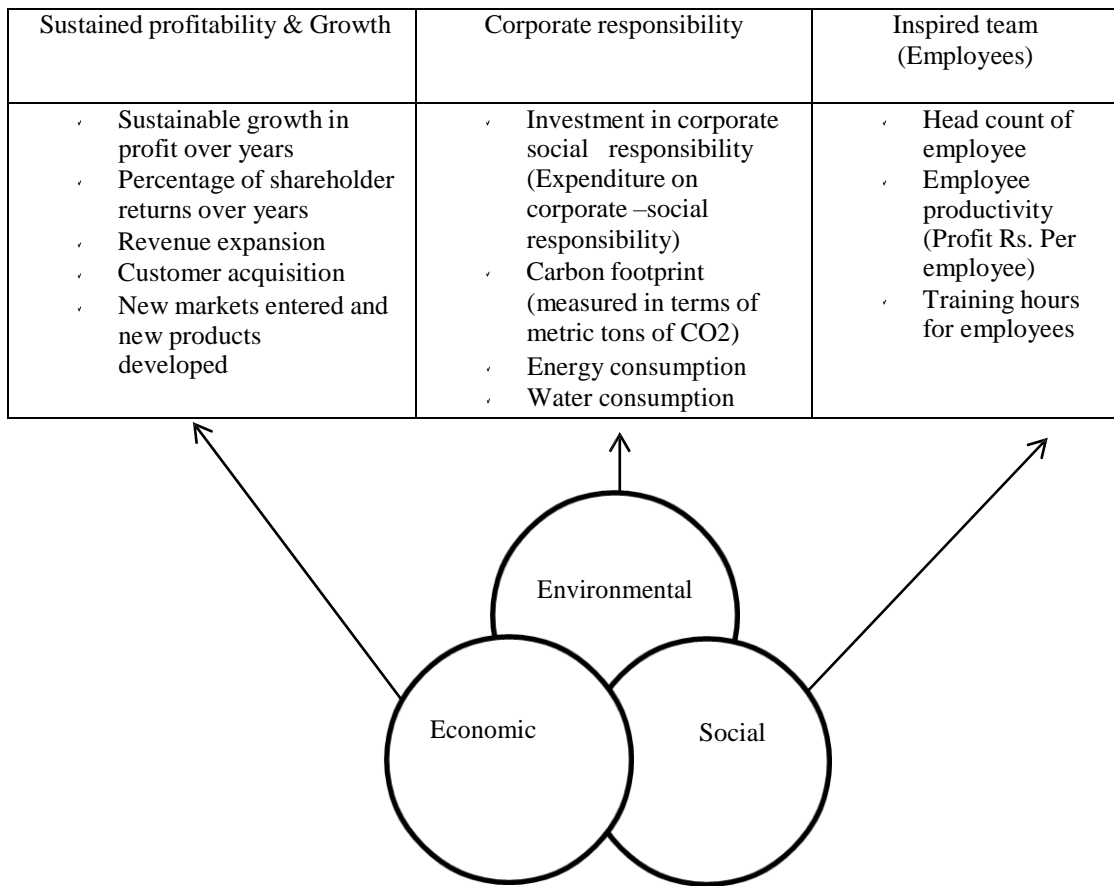 Sustained profitability & Growth
Corporate responsibility
Inspired team
(Employees)
Sustainable growth in
profit over years
Percentage of shareholder
returns over years
Revenue expansion
Customer acquisition
New markets entered and
new products
developed
Investment in corporate
social responsibility
(Expenditure on
corporate –social
responsibility)
Carbon footprint
(measured in terms of
metric tons of CO2)
Energy consumption
Water consumption
Head count of
employee
Employee
productivity
(Profit Rs. Per
employee)
Training hours
for employees
Environmental
Economic
Social